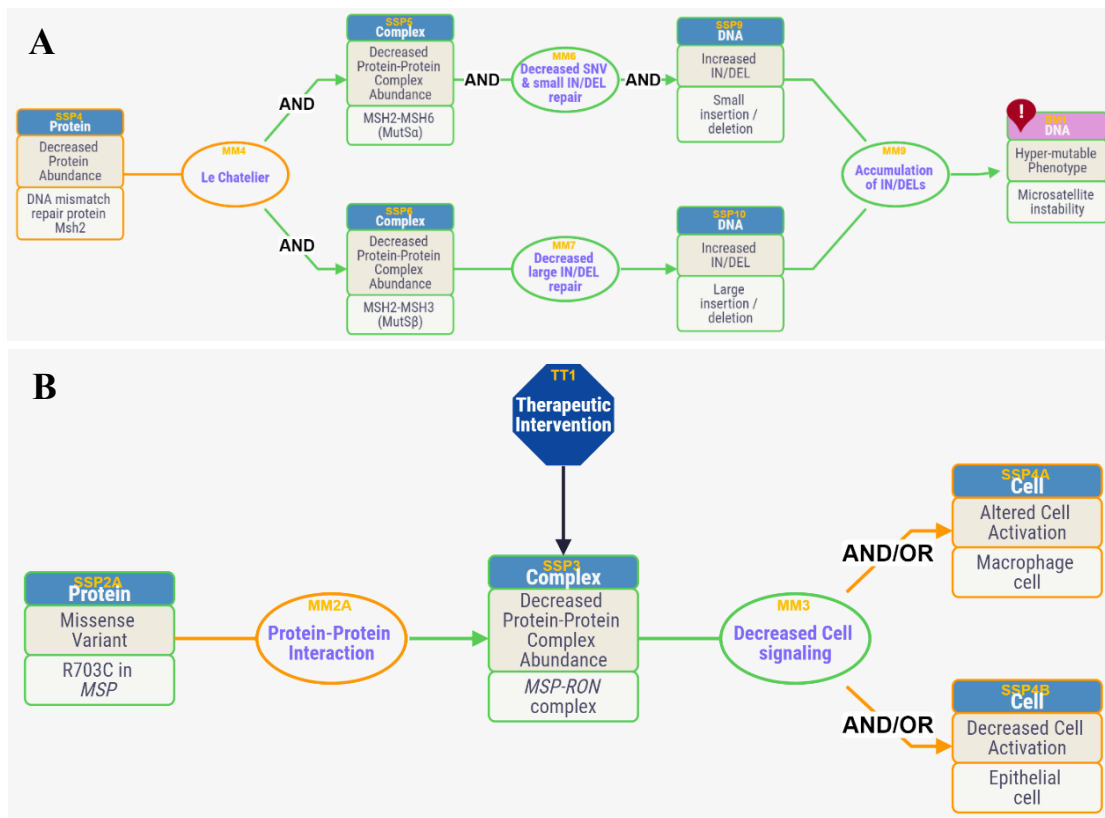 A
SSP4
Protein
Decreased
Protein
Abundance
DNA mismatch
repair protein
Msh2
MM4
Le Chatelier
AND
AND
SSP5
Complex
Decreased
Protein-Protein
Complex
Abundance
MSH2-MSH6
(MutSα)
AND
MM6
Decreased SNV
& small IN/DEL
repair
AND
SSP9
DNA
Increased
IN/DEL
Small
insertion /
deletion
SSP6
Complex
Decreased
Protein-Protein
Complex
Abundance
MSH2-MSH3
(MutSβ)
MM7
Decreased
large IN/DEL
repair
SSP10
DNA
Increased
IN/DEL
Large
insertion /
deletion
MM9
Accumulation
of IN/DELs
!
DNA
Hyper-mutable
Phenotype
Microsatellite
instability
B
TT1
Therapeutic
Intervention
SSP2A
Protein
Missense
Variant
R703C in
MSP
MM2A
Protein-Protein
Interaction
SSP3
Complex
Decreased
Protein-Protein
Complex
Abundance
MSP-RON
complex
MM3
Decreased Cell
signaling
AND/OR
AND/OR
SSP4A
Cell
Altered Cell
Activation
Macrophage
cell
SSP4B
Cell
Decreased Cell
Activation
Epithelial
cell